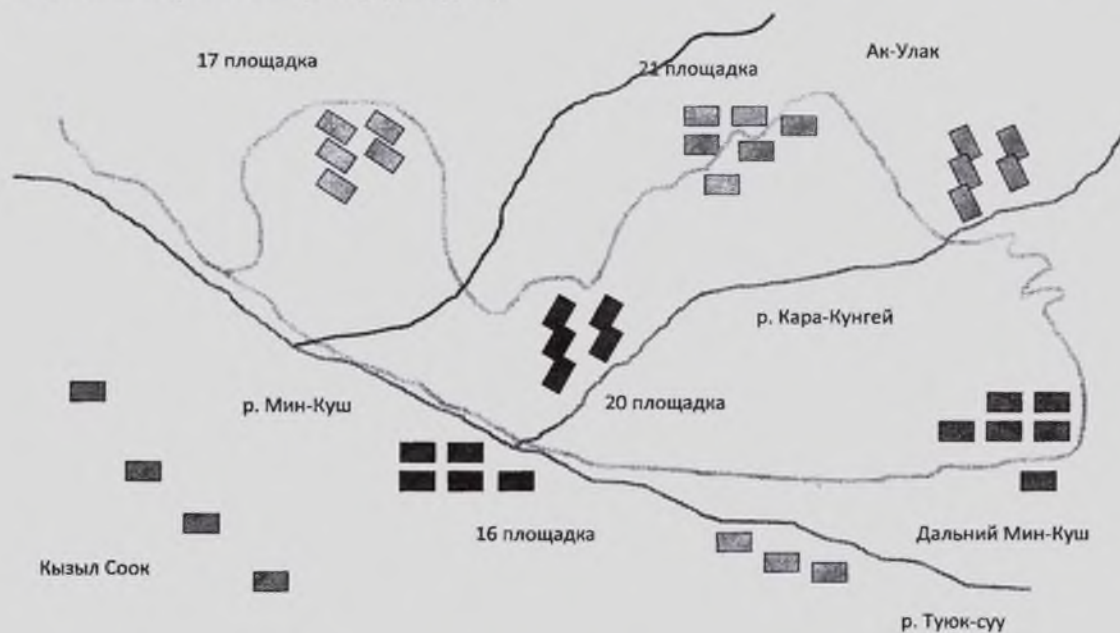 17 площадка
21 площадка
Ак-Улак
р. Кара-Кунгей
р. Мин-Куш
20 площадка
16 площадка
Дальний Мин-Куш
Кызыл Соок
р. Туюк-суу